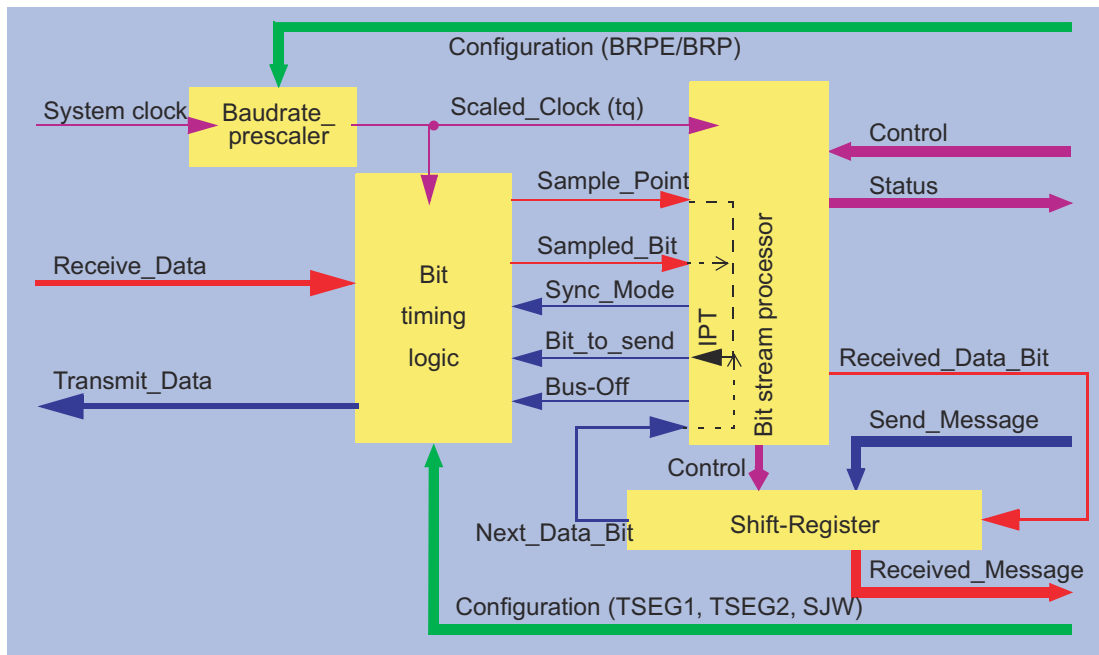 Configuration (BRPE/BRP)
System clock
Baudrate_
prescaler
Scaled_Clock (tq)
Control
Sample_Point
Status
Sampled_Bit
Receive_Data
Bit
timing
logic
Sync_Mode
IPT
Bit stream processor
Bit_to_send
Received_Data_Bit
Transmit_Data
Bus-Off
Send_Message
Control
Next_Data_Bit
Shift-Register
Received_Message
Configuration (TSEG1, TSEG2, SJW)